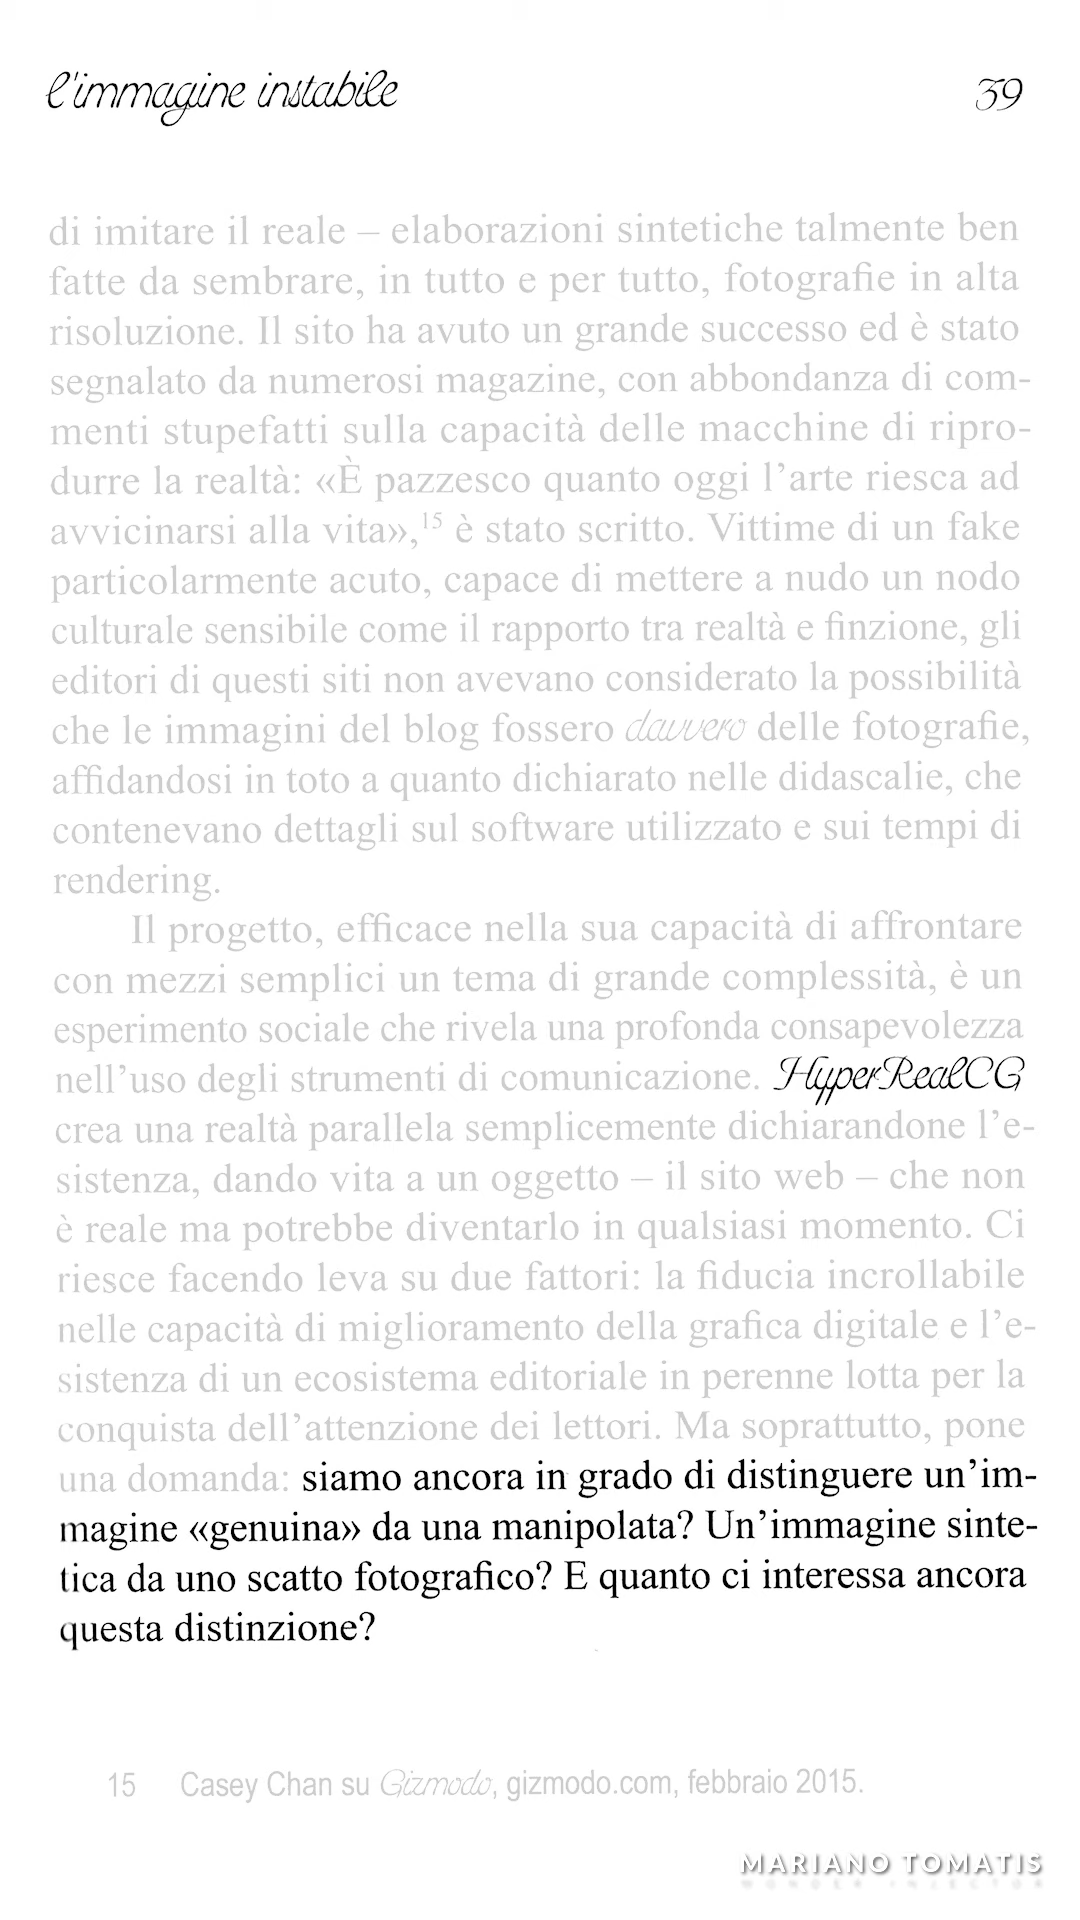 l'immagine instabile 39
di imitare il reale – elaborazioni sintetiche talmente ben
fatte da sembrare, in tutto e per tutto, fotografie in alta
risoluzione. Il sito ha avuto un grande successo ed è stato
segnalato da numerosi magazine, con abbondanza di com-
menti stupefatti sulla capacità delle macchine di ripro-
durre la realtà: «È pazzesco quanto oggi l’arte riesca ad
avvicinarsi alla vita»,15 è stato scritto. Vittime di un fake
particolarmente acuto, capace di mettere a nudo un nodo
culturale sensibile come il rapporto tra realtà e finzione, gli
editori di questi siti non avevano considerato la possibilità
che le immagini del blog fossero davvero delle fotografie,
affidandosi in toto a quanto dichiarato nelle didascalie, che
contenevano dettagli sul software utilizzato e sui tempi di
rendering.
Il progetto, efficace nella sua capacità di affrontare
con mezzi semplici un tema di grande complessità, è un
esperimento sociale che rivela una profonda consapevolezza
nell’uso degli strumenti di comunicazione. HyperRealCG
crea una realtà parallela semplicemente dichiarandone l’e-
sistenza, dando vita a un oggetto – il sito web – che non
è reale ma potrebbe diventarlo in qualsiasi momento. Ci
riesce facendo leva su due fattori: la fiducia incrollabile
nelle capacità di miglioramento della grafica digitale e l’e-
sistenza di un ecosistema editoriale in perenne lotta per la
conquista dell’attenzione dei lettori. Ma soprattutto, pone
una domanda: siamo ancora in grado di distinguere un’im-
magine «genuina» da una manipolata? Un’immagine sinte-
tica da uno scatto fotografico? E quanto ci interessa ancora
questa distinzione?
15 Casey Chan su Gizmodo, gizmodo.com, febbraio 2015.
MARIANO TOMATIS
WONDER INJECTOR